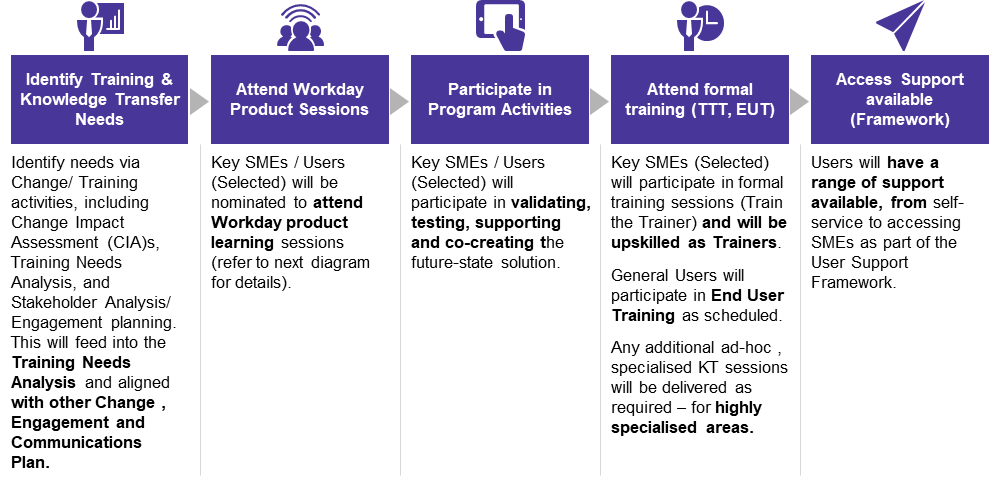 Identify Training &
Knowledge Transfer
Needs
Identify needs via
Change/ Training
activities, including
Change Impact
Assessment (CIA)s,
Training Needs
Analysis, and
Stakeholder Analysis/
Engagement planning.
This will feed into the
Training Needs
Analysis and aligned
with other Change ,
Engagement and
Communications
Plan.
Attend Workday
Product Sessions
Key SMEs / Users
(Selected) will be
nominated to attend
Workday product
learning sessions
(refer to next diagram
for details).
Participate in
Program Activities
Key SMEs / Users
(Selected) will
participate in validating,
testing, supporting
and co-creating the
future-state solution.
Attend formal
training (TTT, EUT)
Key SMEs (Selected)
will participate in formal
training sessions (Train
the Trainer) and will be
upskilled as Trainers.
General Users will
participate in End User
Training as scheduled.
Any additional ad-hoc ,
specialised KT sessions
will be delivered as
required – for highly
specialised areas.
Access Support
available
(Framework)
Users will have a
range of support
available, from self-
service to accessing
SMEs as part of the
User Support
Framework.